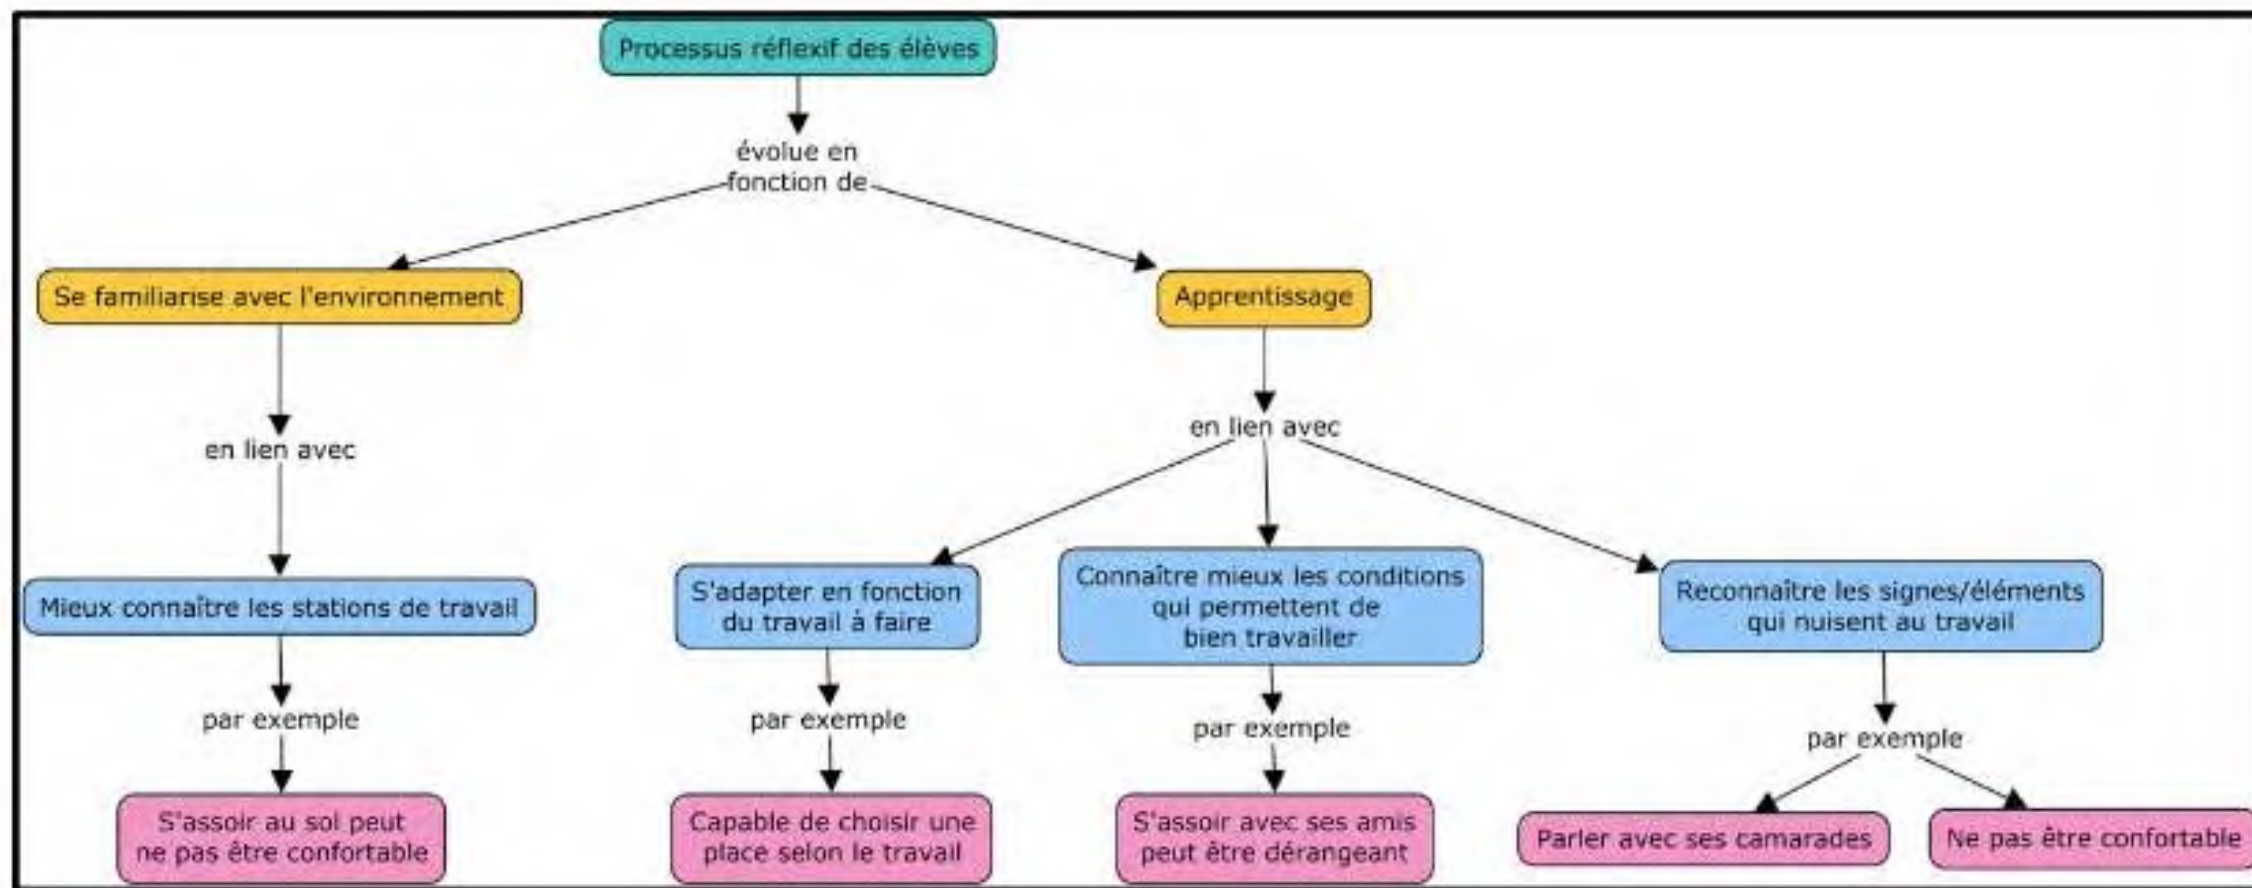 Processus réflexif des élèves
évolue en
fonction de
Se familiarise avec l'environnement
Apprentissage
en lien avec
en lien avec
Mieux connaître les stations de travail
S'adapter en fonction
du travail à faire
Connaître mieux les conditions
qui permettent de
bien travailler
Reconnaître les signes/éléments
qui nuisent au travail
par exemple
par exemple
par exemple
par exemple
S'assoir au sol peut
ne pas être confortable
Capable de choisir une
place selon le travail
S'assoir avec ses amis
peut être dérangeant
Parler avec ses camarades
Ne pas être confortable